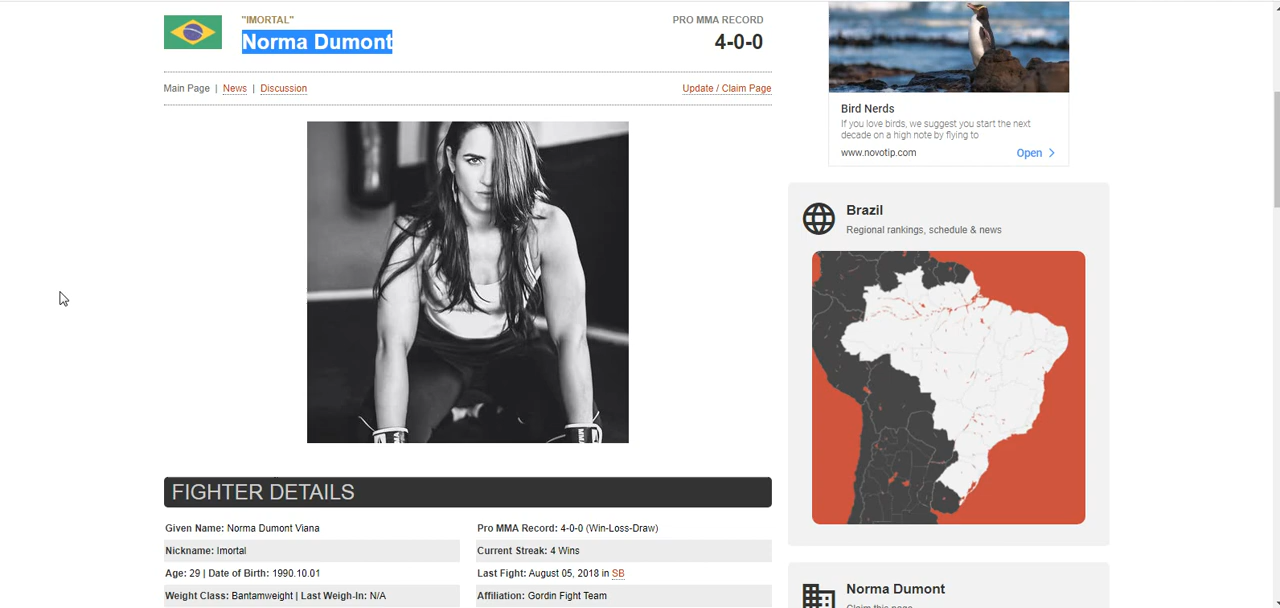 "IMORTAL"
Norma Dumont
PRO MMA RECORD
4-0-0
Main Page | News | Discussion
Update / Claim Page
FIGHTER DETAILS
Given Name: Norma Dumont Viana
Pro MMA Record: 4-0-0 (Win-Loss-Draw)
Nickname: Imortal
Current Streak: 4 Wins
Age: 29 | Date of Birth: 1990.10.01
Last Fight: August 05, 2018 in SB
Weight Class: Bantamweight | Last Weigh-In: N/A
Affiliation: Gordin Fight Team
Bird Nerds
If you love birds, we suggest you start the next
decade on a high note by flying to
www.novotip.com
Open
Brazil
Regional rankings, schedule & news
Norma Dumont
Claim this page